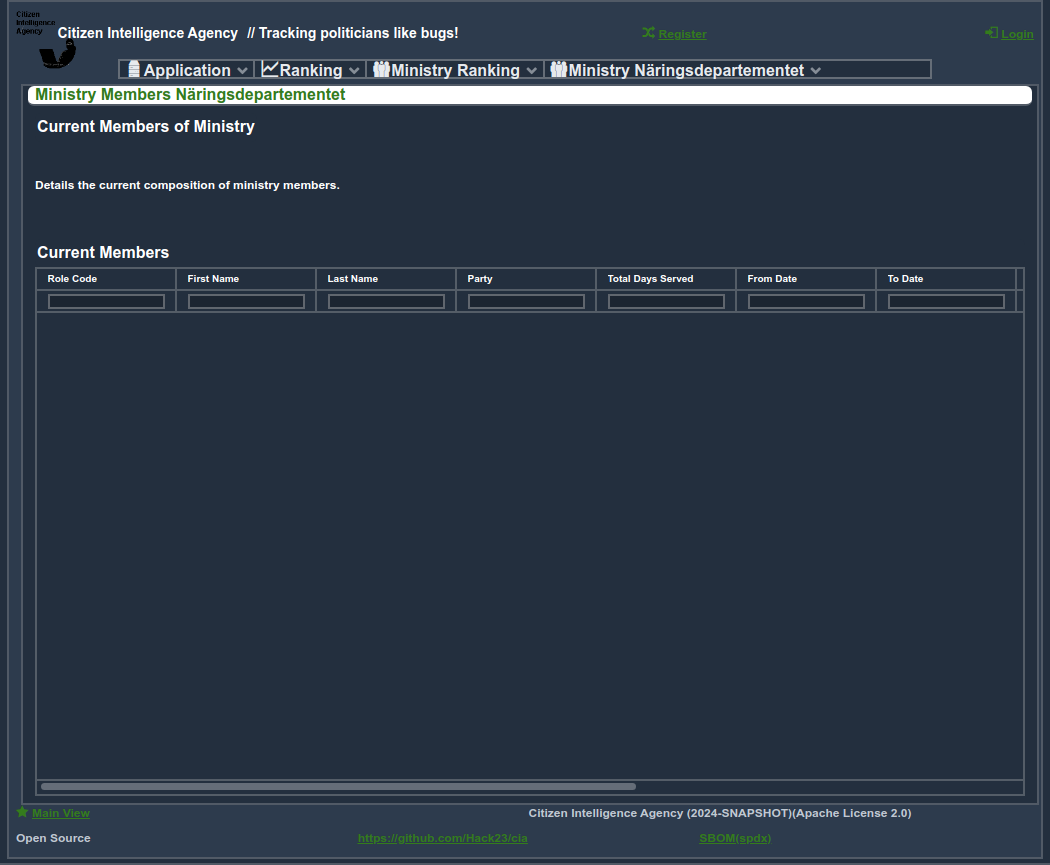 Citizen
Intelligence
Agency
Citizen Intelligence Agency // Tracking politicians like bugs!
Register
Login
Application
Ranking
Ministry Ranking
Ministry Näringsdepartementet
Ministry Members Näringsdepartementet
Current Members of Ministry
Details the current composition of ministry members.
Current Members
Role Code First Name Last Name Party Total Days Served From Date To Date
Main View
Citizen Intelligence Agency (2024-SNAPSHOT)(Apache License 2.0)
Open Source
https://github.com/Hack23/cia
SBOM(spdx)